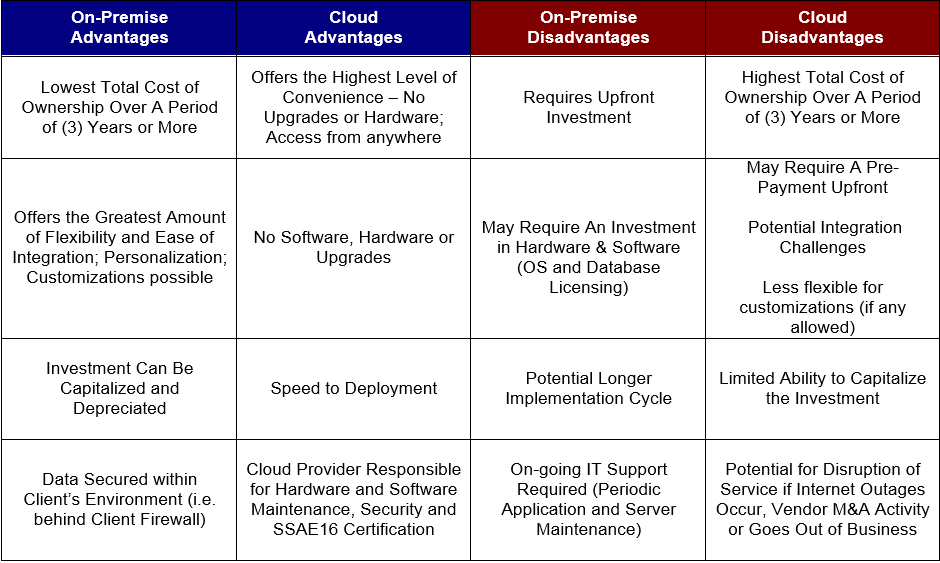 On-Premise
Advantages
Cloud
Advantages
On-Premise
Disadvantages
Cloud
Disadvantages
Lowest Total Cost of
Ownership Over A Period
of (3) Years or More
Offers the Highest Level of
Convenience – No
Upgrades or Hardware;
Access from anywhere
Requires Upfront
Investment
Highest Total Cost of
Ownership Over A Period
of (3) Years or More
Offers the Greatest Amount
of Flexibility and Ease of
Integration; Personalization;
Customizations possible
No Software, Hardware or
Upgrades
May Require An Investment
in Hardware & Software
(OS and Database
Licensing)
May Require A Pre-
Payment Upfront
Potential Integration
Challenges
Less flexible for
customizations (if any
allowed)
Investment Can Be
Capitalized and
Depreciated
Speed to Deployment
Potential Longer
Implementation Cycle
Limited Ability to Capitalize
the Investment
Data Secured within
Client's Environment (i.e.
behind Client Firewall)
Cloud Provider Responsible
for Hardware and Software
Maintenance, Security and
SSAE16 Certification
On-going IT Support
Required (Periodic
Application and Server
Maintenance)
Potential for Disruption of
Service if Internet Outages
Occur, Vendor M&A Activity
or Goes Out of Business